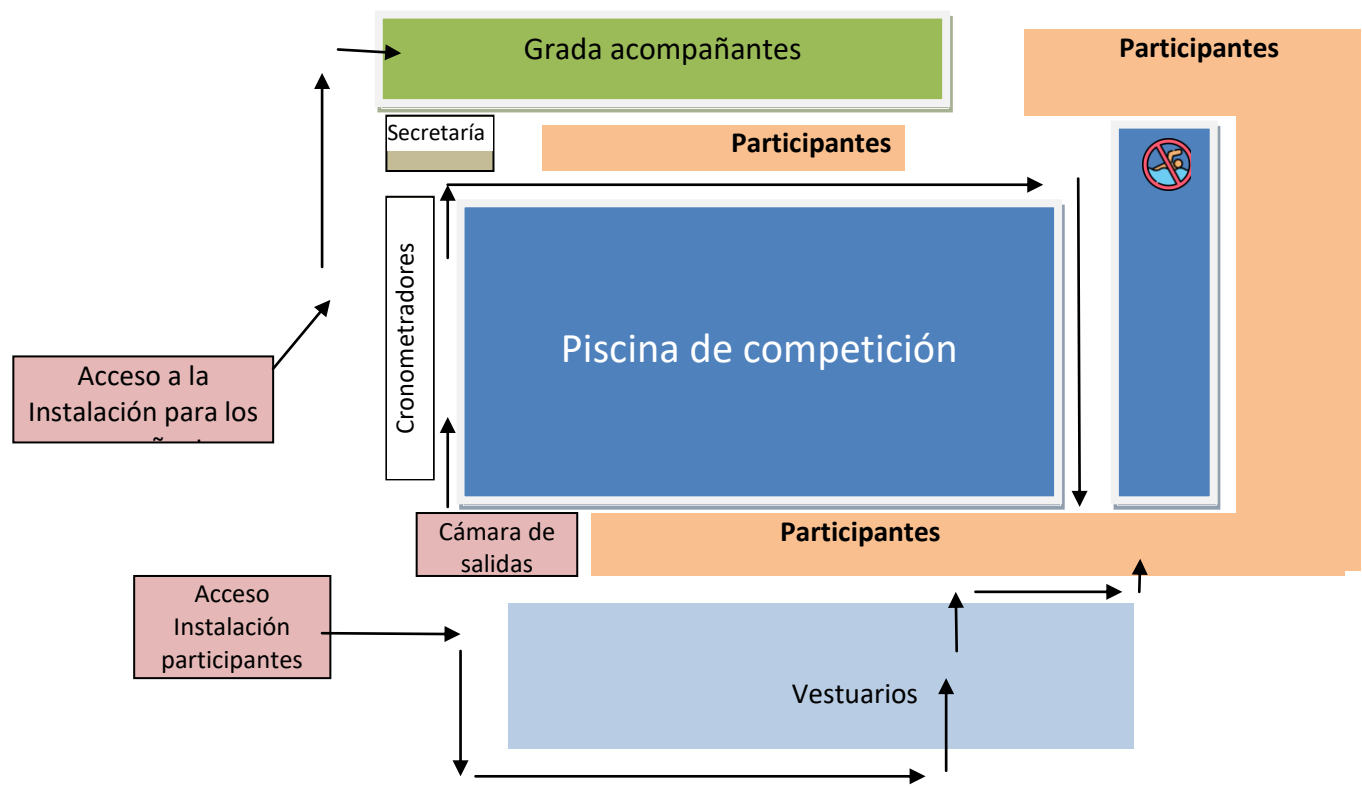 Grada acompañantes
Participantes
Secretaría
Participantes
Cronometradores
Piscina de competición
Acceso a la
Instalación para los
Cámara de
salidas
Participantes
Acceso
Instalación
participantes
Vestuarios